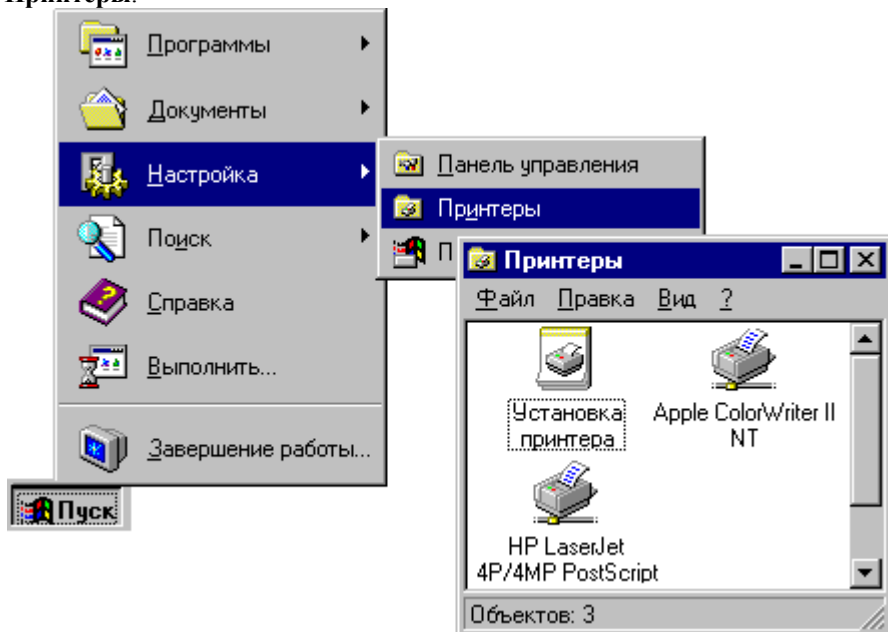 Принтеры.
Программы
Документы
Настройка
Поиск
Справка
Выполнить...
Завершение работы...
Пуск
Панель управления
Принтеры
П
Принтеры
Файл Правка Вид ?
Установка
принтера
Apple ColorWriter II
NT
HP LaserJet
4P/4MP PostScript
Объектов: 3